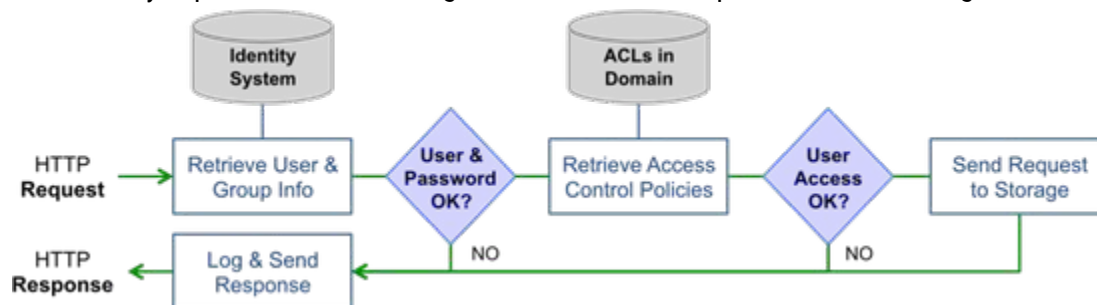 Identity
System
ACLs in
Domain
HTTP
Request
Retrieve User &
Group Info
User &
Password
OK?
Retrieve Access
Control Policies
User
Access
OK?
Send Request
to Storage
NO
NO
HTTP
Response
Log & Send
Response